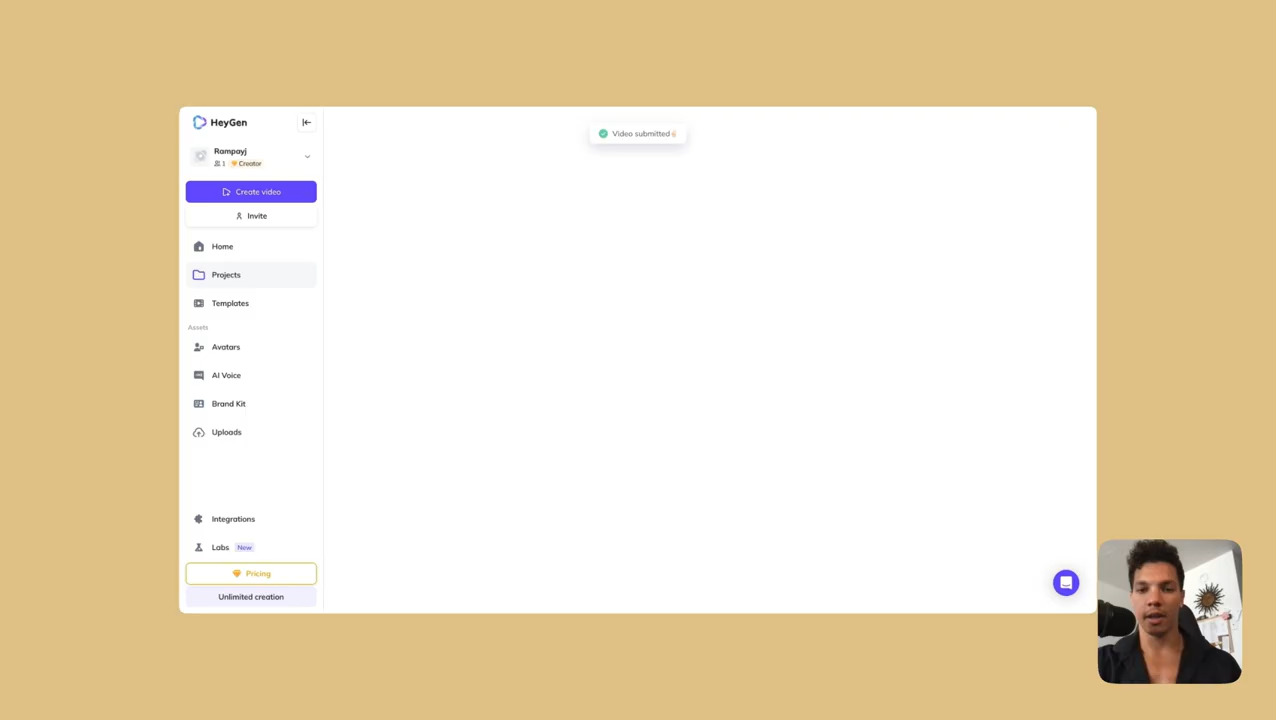 HeyGen
Video submitted✌🏻
Rampayj
1 Creator
Create video
Invite
Home
Projects
Templates
Assets
Avatars
AI Voice
Brand Kit
Uploads
Integrations
Labs New
Pricing
Unlimited creation